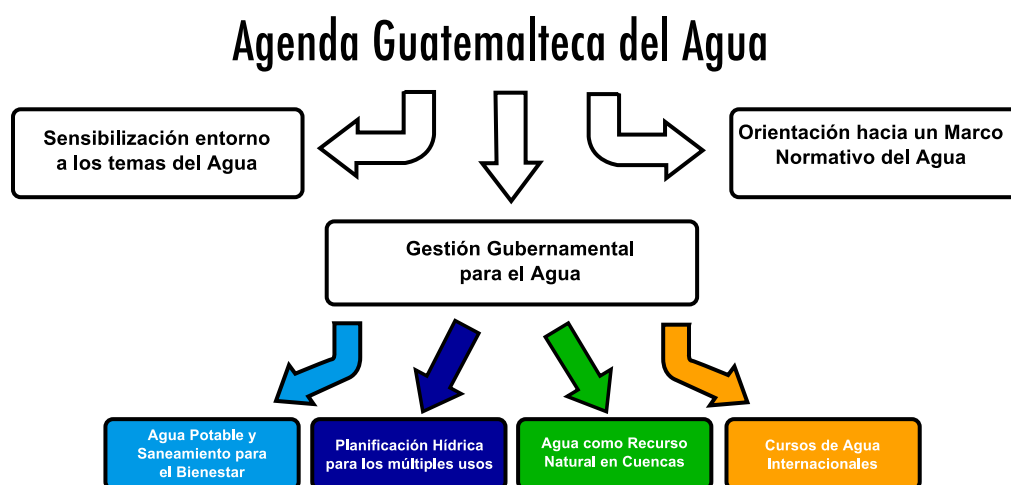 Agenda Guatemalteca del Agua
Sensibilización entorno
a los temas del Agua
Orientación hacia un Marco
Normativo del Agua
Gestión Gubernamental
para el Agua
Agua Potable y
Saneamiento para
el Bienestar
Planificación Hídrica
para los múltiples usos
Agua como Recurso
Natural en Cuencas
Cursos de Agua
Internacionales